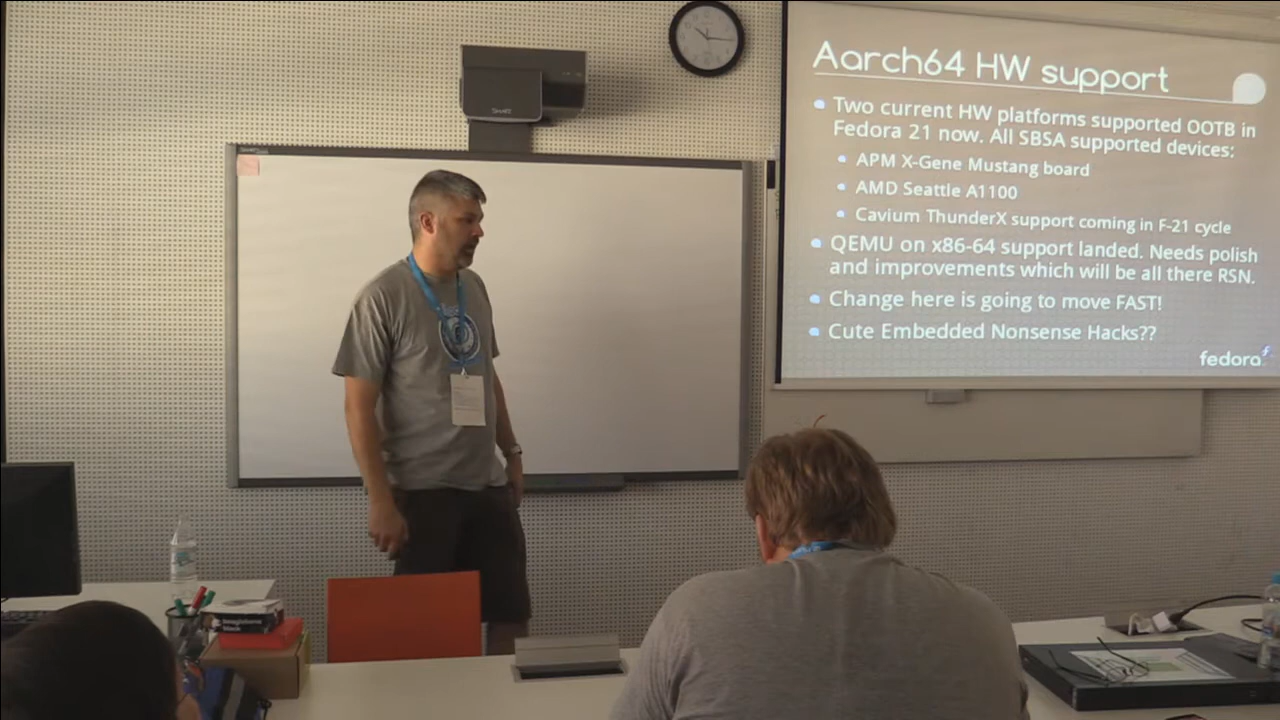 Aarch64 HW support
Two current HW platforms supported OOTB in
Fedora 21 now. All SBSA supported devices:
APM X-Gene Mustang board
AMD Seattle A1100
Cavium ThunderX support coming in F-21 cycle
QEMU on x86-64 support landed. Needs polish
and improvements which will be all there RSN.
Change here is going to move FAST!
Cute Embedded Nonsense Hacks??
fedora
SMART